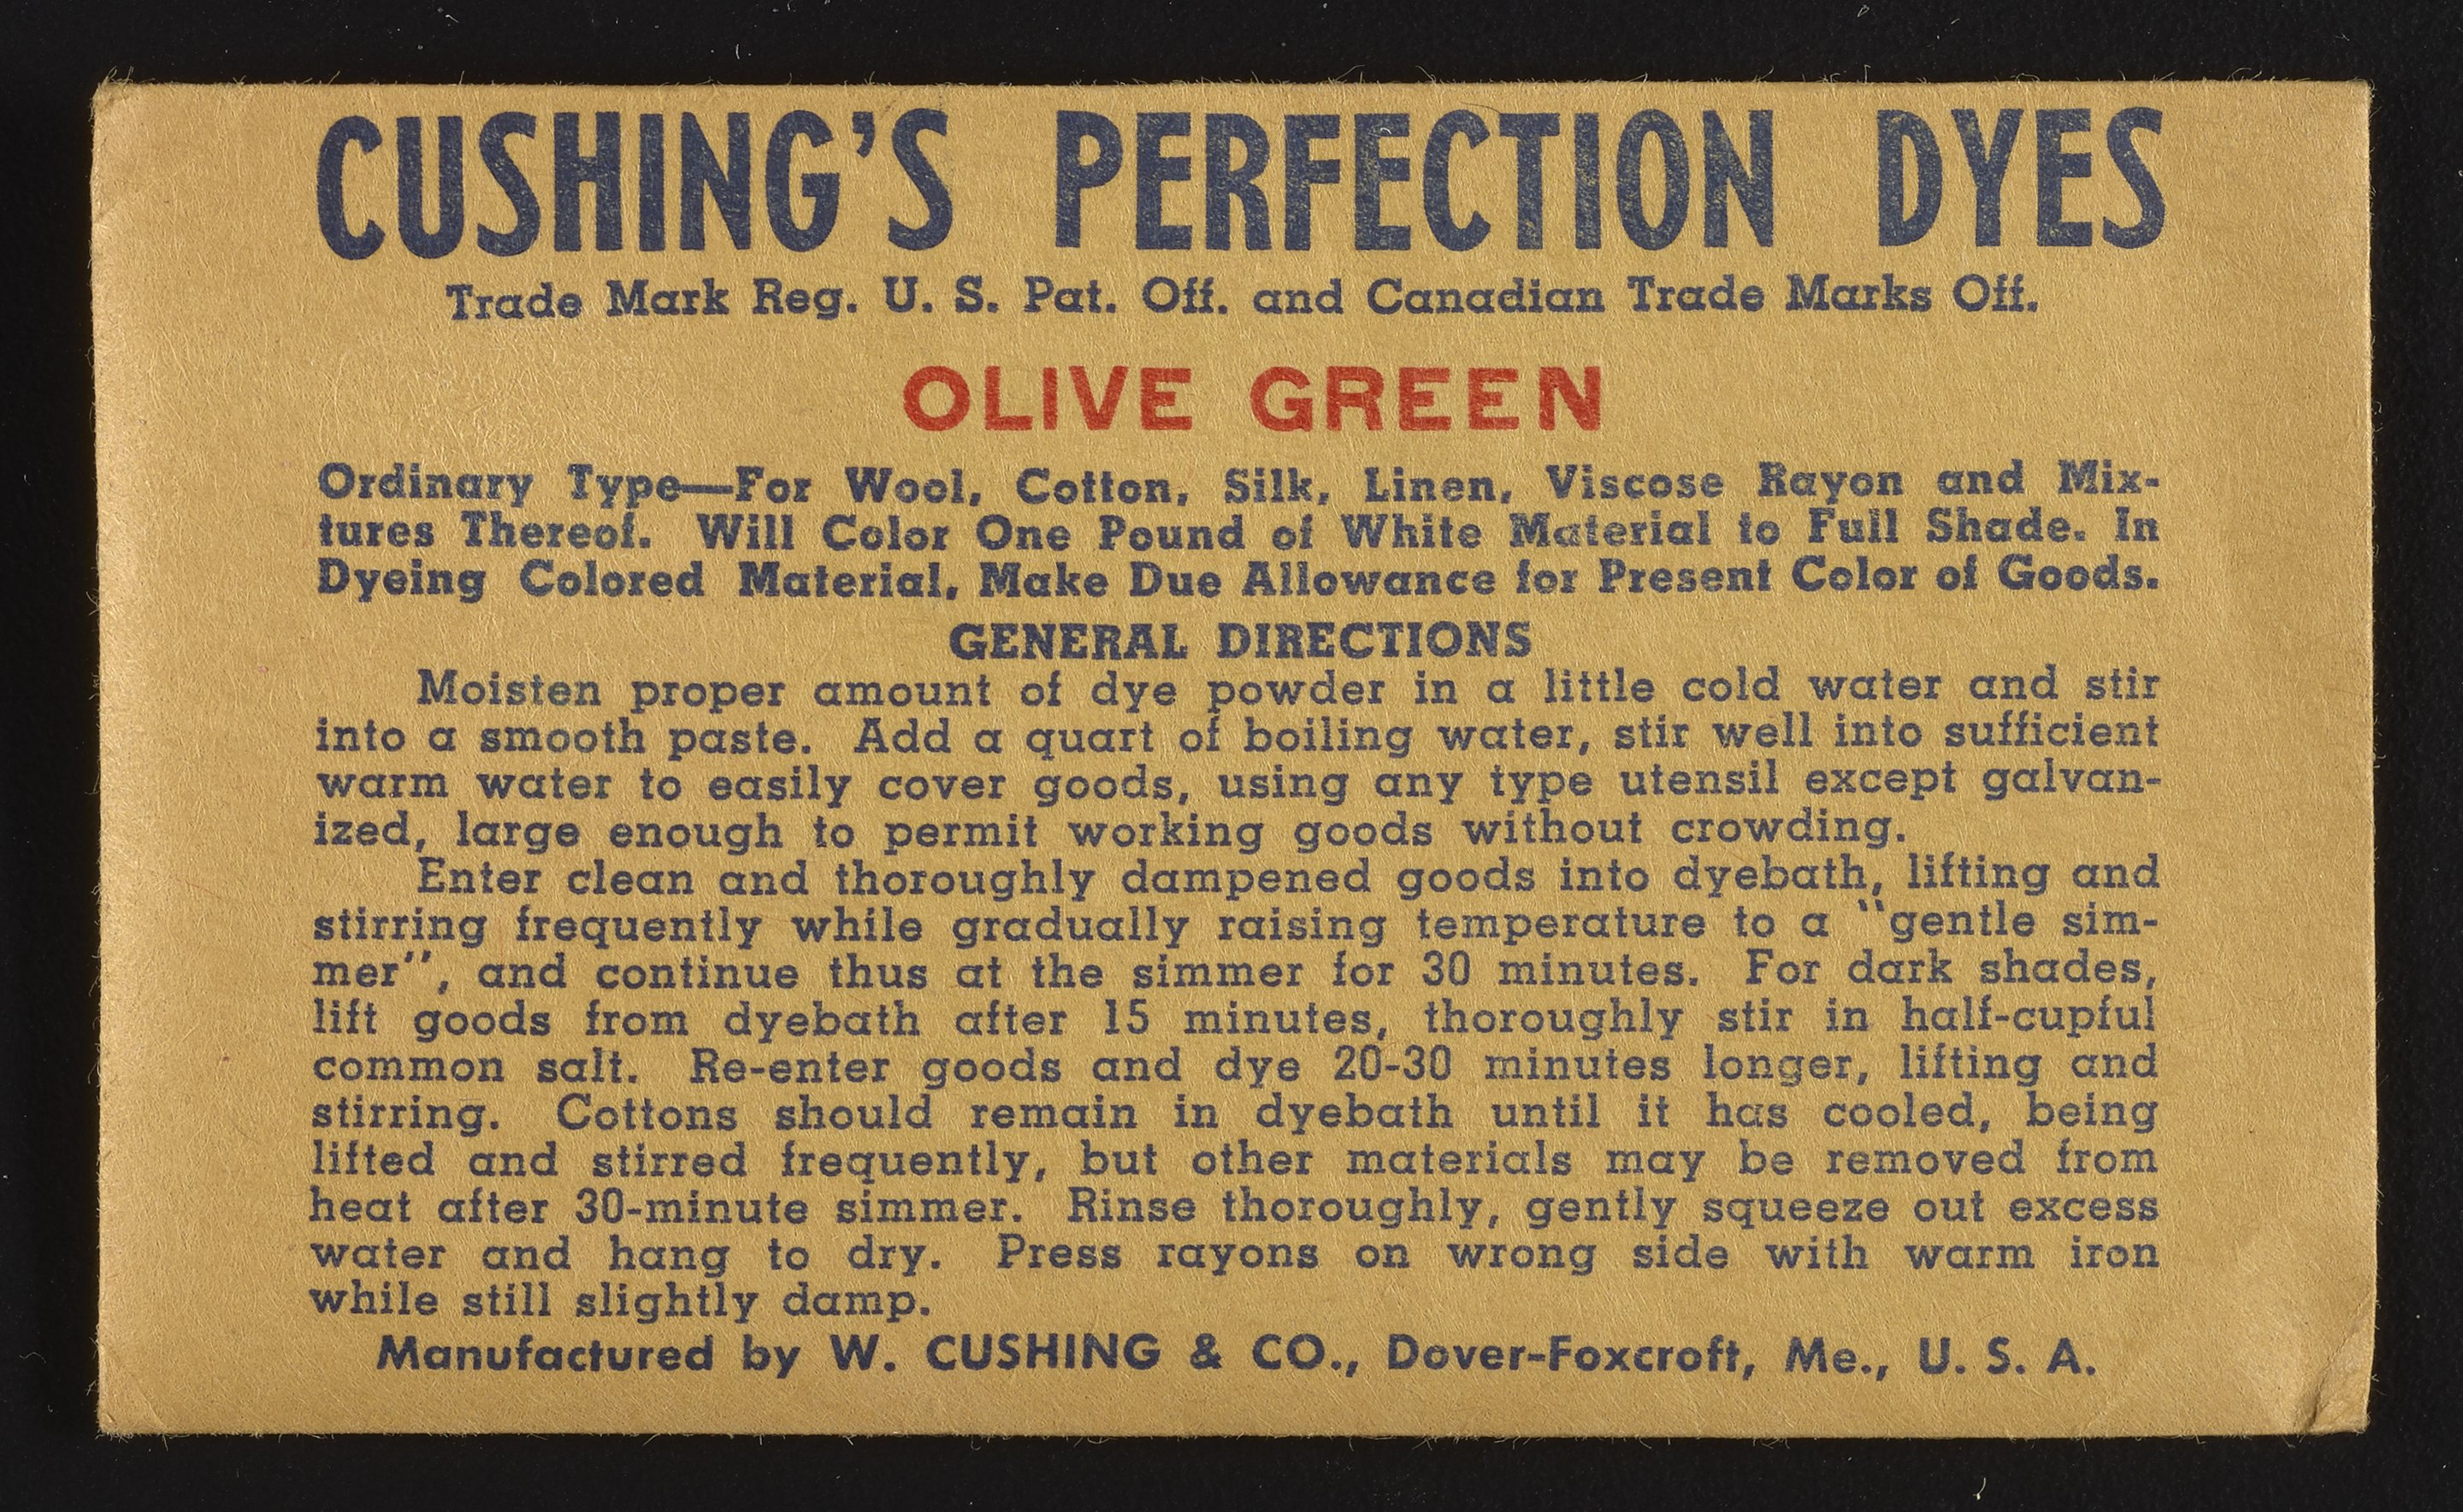 CUSHING'S PERFECTION DYES
Trade Mark Reg. U. S. Pat. Off. and Canadian Trade Marks Off.
OLIVE GREEN
Ordinary Type—For Wool, Cotton, Silk, Linen, Viscose Rayon and Mix-
tures Thereof. Will Color One Pound of White Material to Full Shade. In
Dyeing Colored Material, Make Due Allowance for Present Color of Goods.
GENERAL DIRECTIONS
Moisten proper amount of dye powder in a little cold water and stir
into a smooth paste. Add a quart of boiling water, stir well into sufficient
warm water to easily cover goods, using any type utensil except galvan-
ized, large enough to permit working goods without crowding.
Enter clean and thoroughly dampened goods into dyebath, lifting and
stirring frequently while gradually raising temperature to a "gentle sim-
mer", and continue thus at the simmer for 30 minutes. For dark shades,
lift goods from dyebath after 15 minutes, thoroughly stir in half-cupful
common salt. Re-enter goods and dye 20-30 minutes longer, lifting and
stirring. Cottons should remain in dyebath until it has cooled, being
lifted and stirred frequently, but other materials may be removed from
heat after 30-minute simmer. Rinse thoroughly, gently squeeze out excess
water and hang to dry. Press rayons on wrong side with warm iron
while still slightly damp.
Manufactured by W. CUSHING & CO., Dover-Foxcroft, Me., U. S. A.